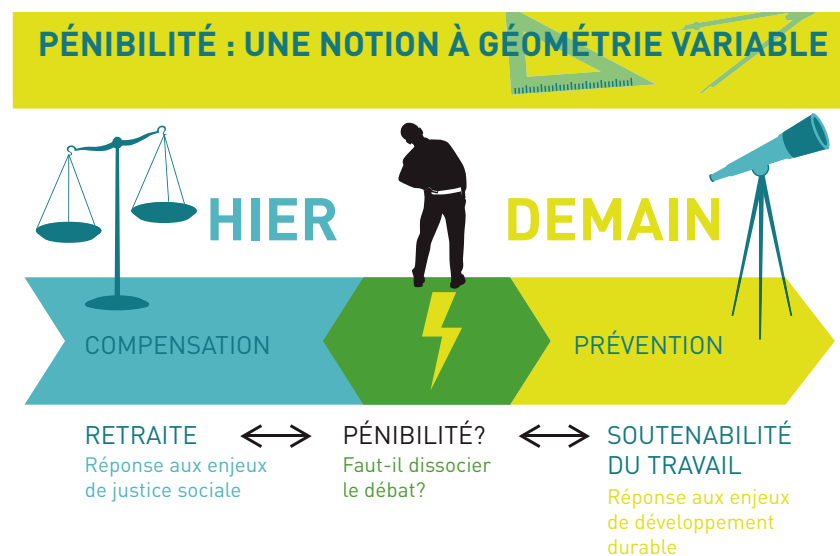 PÉNIBILITÉ : UNE NOTION À GÉOMÉTRIE VARIABLE
HIER
DEMAIN
COMPENSATION
PRÉVENTION
RETRAITE
Réponse aux enjeux
de justice sociale
PÉNIBILITÉ?
Faut-il dissocier
le débat?
SOUTENABILITÉ
DU TRAVAIL
Réponse aux enjeux
de développement
durable